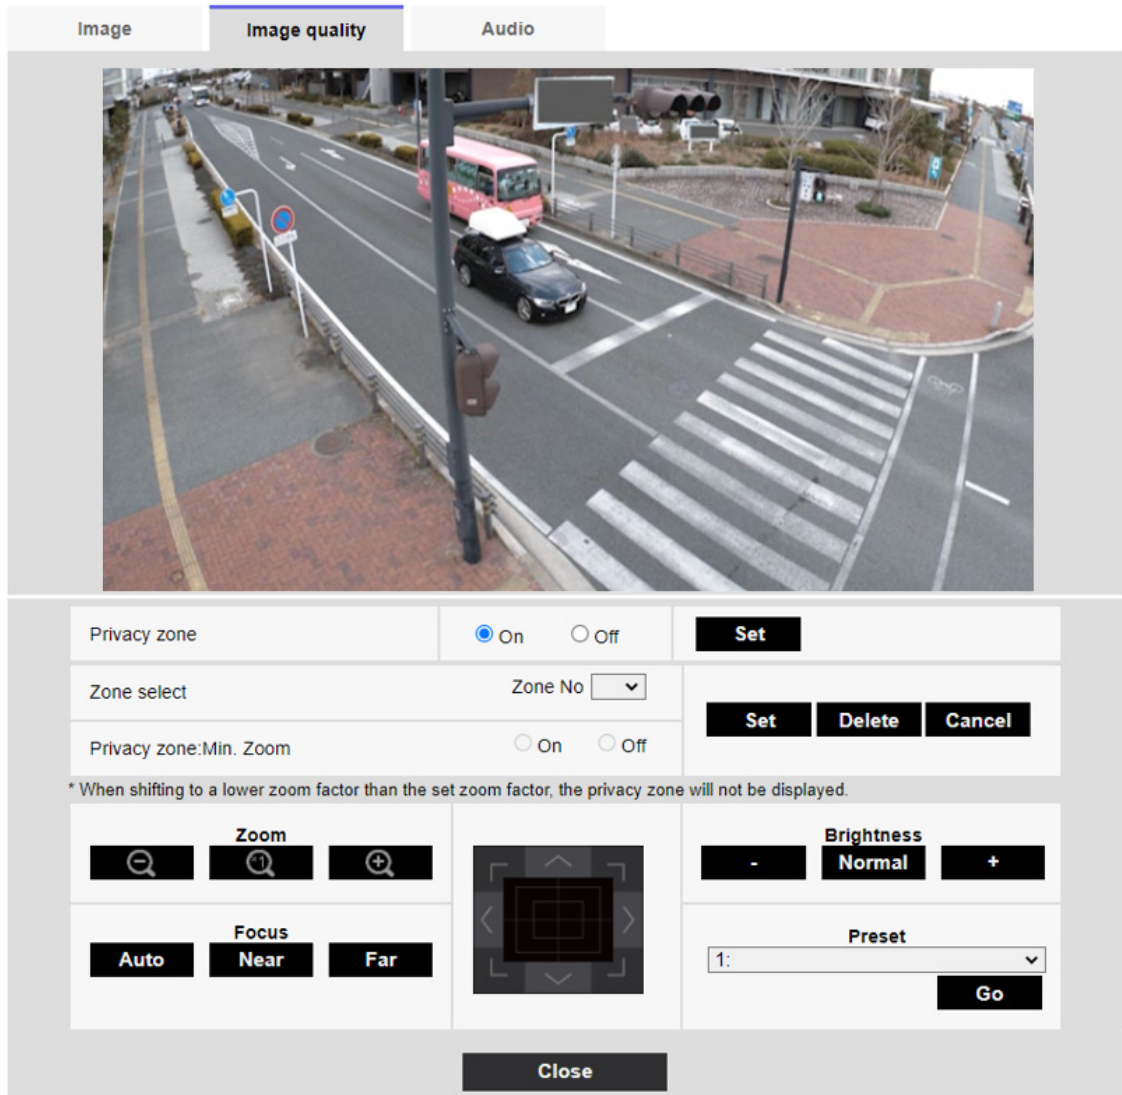 Image Image quality Audio
Privacy zone On Off Set
Zone select Zone No
Set Delete Cancel
Privacy zone:Min. Zoom On Off
* When shifting to a lower zoom factor than the set zoom factor, the privacy zone will not be displayed.
Zoom
×1
Brightness
- Normal +
Focus
Auto Near Far
Preset
1:
Go
Close